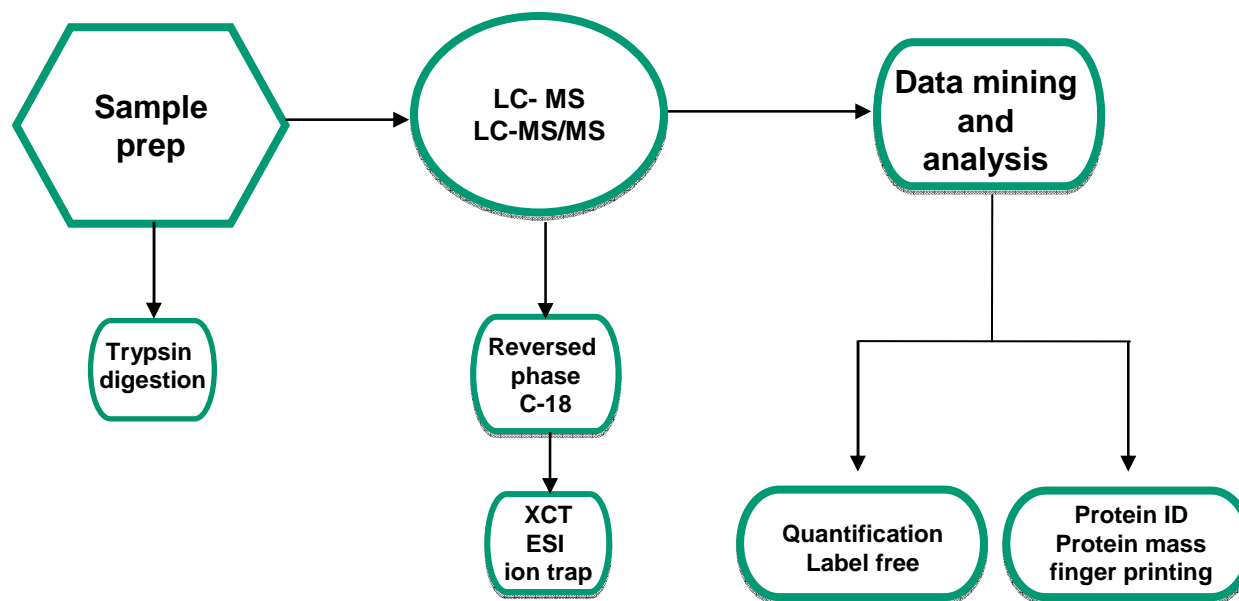 Sample
prep
LC- MS
LC-MS/MS
Data mining
and
analysis
Trypsin
digestion
Reversed
phase
C-18
XCT
ESI
ion trap
Quantification
Label free
Protein ID
Protein mass
finger printing